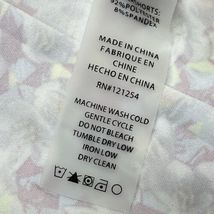 SHORTS:
92%POLYESTER
8%SPANDEX
MADE IN CHINA
FABRIQUE EN
CHINE
HECHO EN CHINA
RN#121254
MACHINE WASH COLD
GENTLE CYCLE
DO NOT BLEACH
TUMBLE DRY LOW
IRON LOW
DRY CLEAN